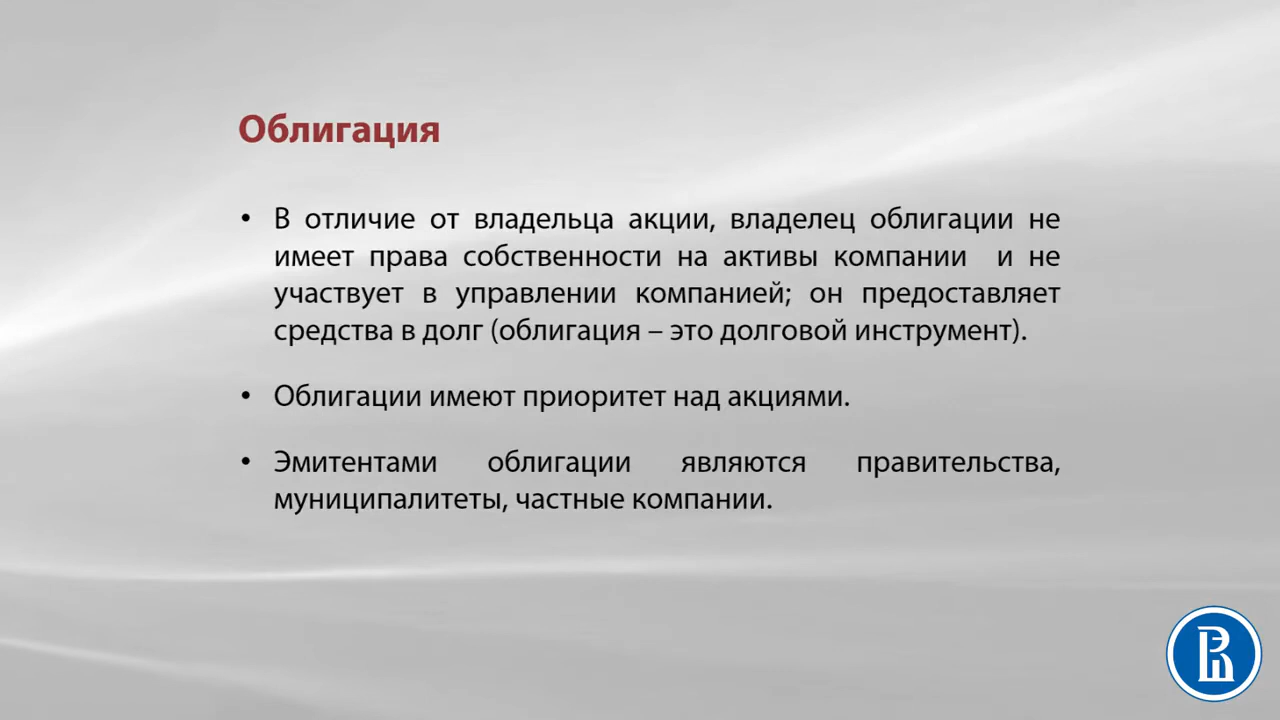 Облигация
• В отличие от владельца акции, владелец облигации не
имеет права собственности на активы компании и не
участвует в управлении компанией; он предоставляет
средства в долг (облигация – это долговой инструмент).
• Облигации имеют приоритет над акциями.
• Эмитентами облигации являются правительства,
муниципалитеты, частные компании.